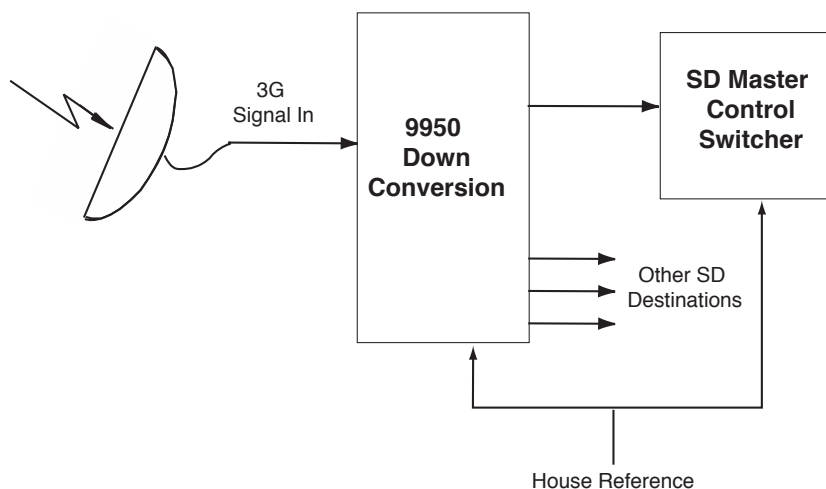 3G
Signal In
9950
Down
Conversion
SD Master
Control
Switcher
Other SD
Destinations
House Reference